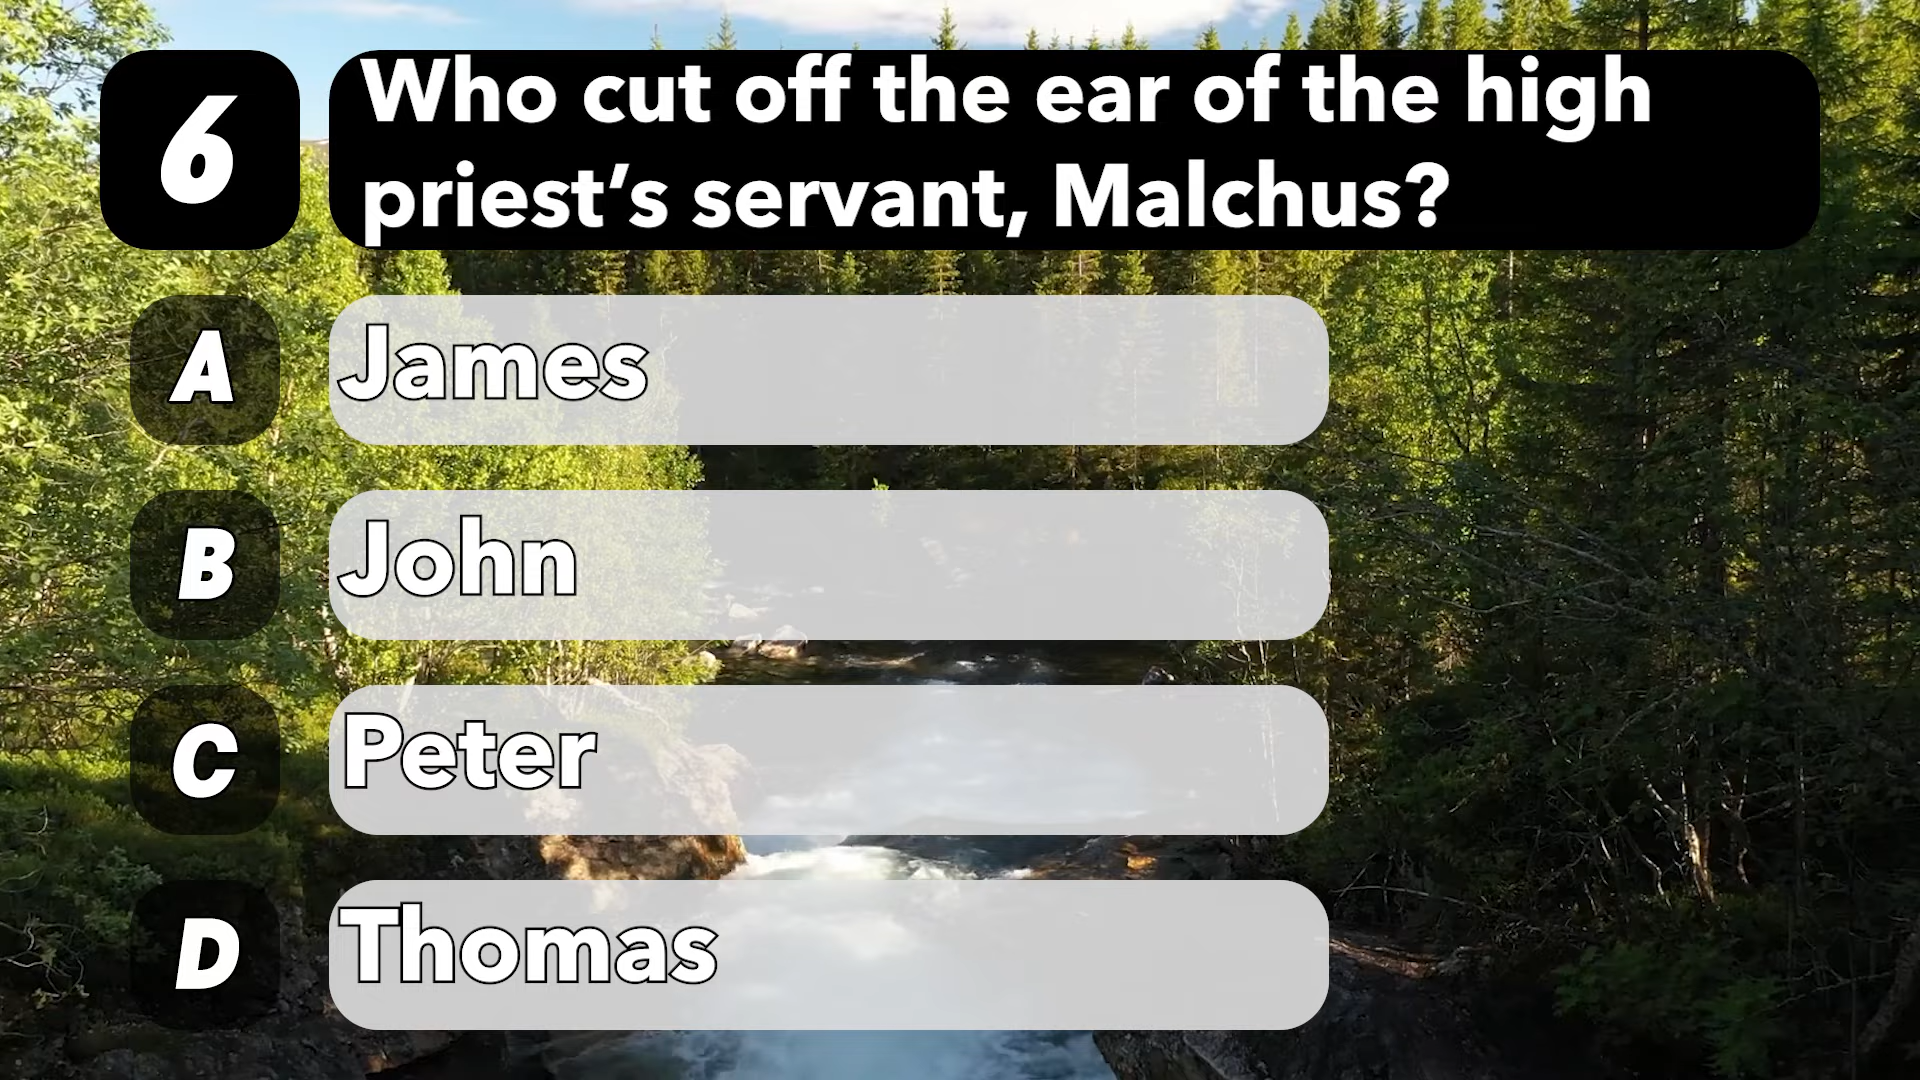 6
Who cut off the ear of the high
priest’s servant, Malchus?
A
James
B
John
C
Peter
D
Thomas